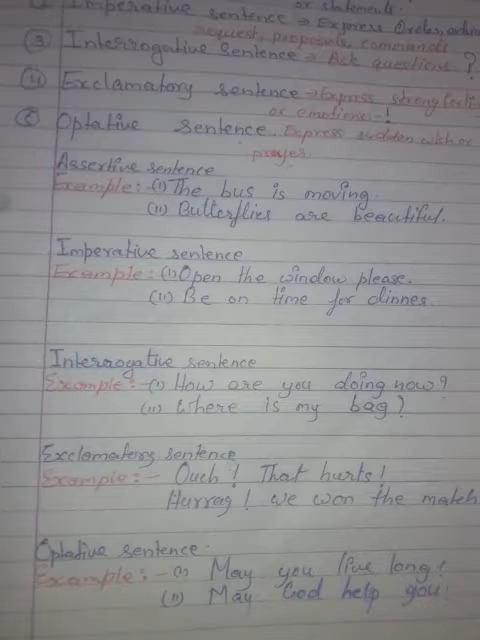 Imperative sentence → Express Orders,
or statements.
request, proposals, commands
③ Interrogative Sentence → Ask questions. ?
④ Exclamatory sentence → Express strong
or emotions - !
⑤ Optative Sentence. Express sudden wish or
prayer.
Assertive sentence
Example: (i) The bus is moving.
(ii) Butterflies are beautiful.
Imperative sentence
Example: (i) Open the window please.
(ii) Be on time for dinner.
Interrogative sentence
Example:- (i) How are you doing now?
(ii) Where is my bag?
Exclamatory sentence
Example:- Ouch! That hurts!
Hurray! we won the match
Optative sentence.
Example:- (i) May you live long!
(ii) May God help you!